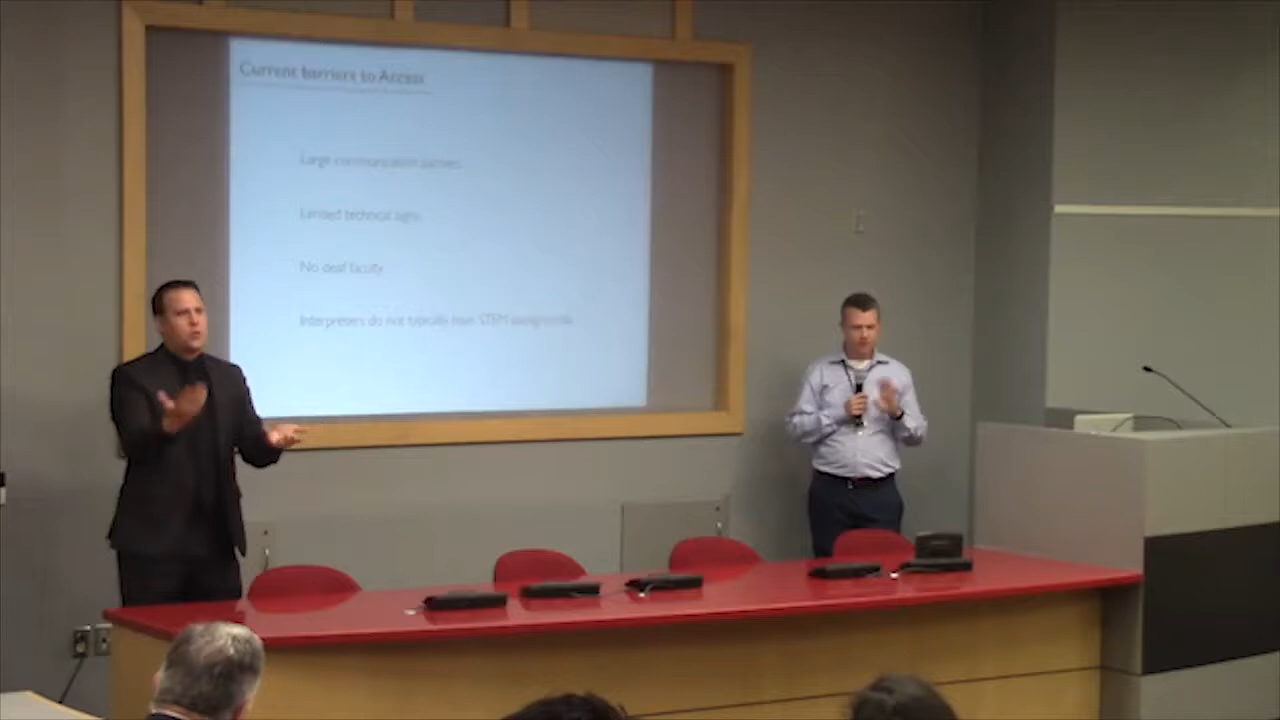 Current barriers to Access
Large communication barriers
Limited technical signs
No deaf faculty
Interpreters do not typically have STEM backgrounds